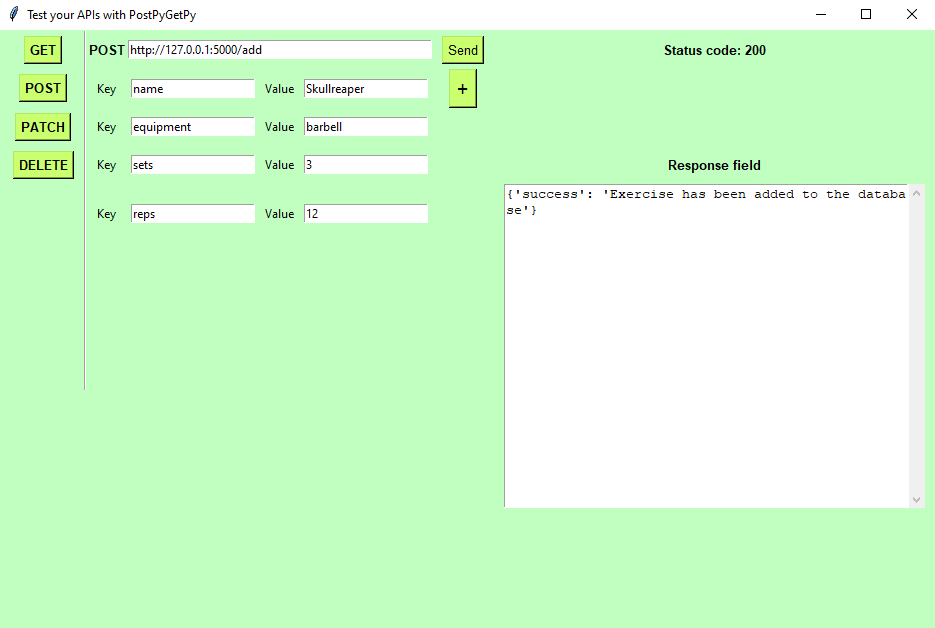 Test your APIs with PostPyGetPy
GET
POST
PATCH
DELETE
POST http://127.0.0.1:5000/add Send
Key name Value Skullreaper +
Key equipment Value barbell
Key sets Value 3
Key reps Value 12
Status code: 200
Response field
{'success': 'Exercise has been added to the databa
se'}